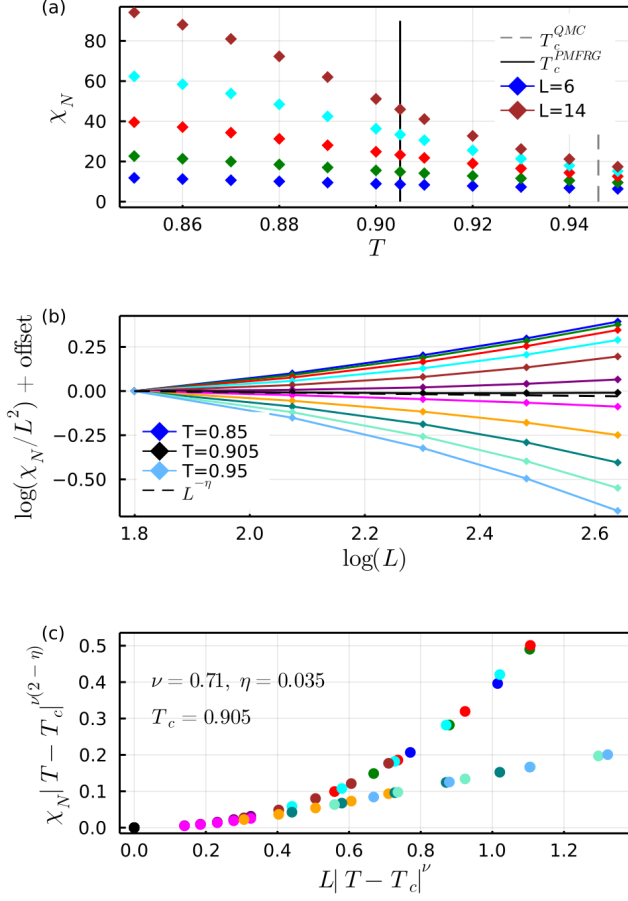 (a)
χ_N
80
60
40
20
0
0.86
0.88
0.90
0.92
0.94
T
T_c^{QMC}
T_c^{PMFRG}
L=6
L=14
(b)
log(χ_N/L^2) + offset
0.25
0.00
−0.25
−0.50
1.8
2.0
2.2
2.4
2.6
log(L)
T=0.85
T=0.905
T=0.95
L^{−η}
(c)
χ_N|T − T_c|^{ν(2 − η)}
0.5
0.4
0.3
0.2
0.1
0.0
0.0
0.2
0.4
0.6
0.8
1.0
1.2
L|T − T_c|^ν
ν = 0.71, η = 0.035
T_c = 0.905